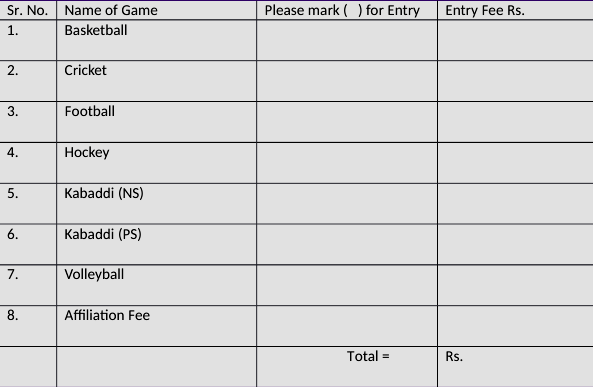 Sr. No. Name of Game Please mark ( ) for Entry Entry Fee Rs.
1. Basketball
2. Cricket
3. Football
4. Hockey
5. Kabaddi (NS)
6. Kabaddi (PS)
7. Volleyball
8. Affiliation Fee
Total = Rs.